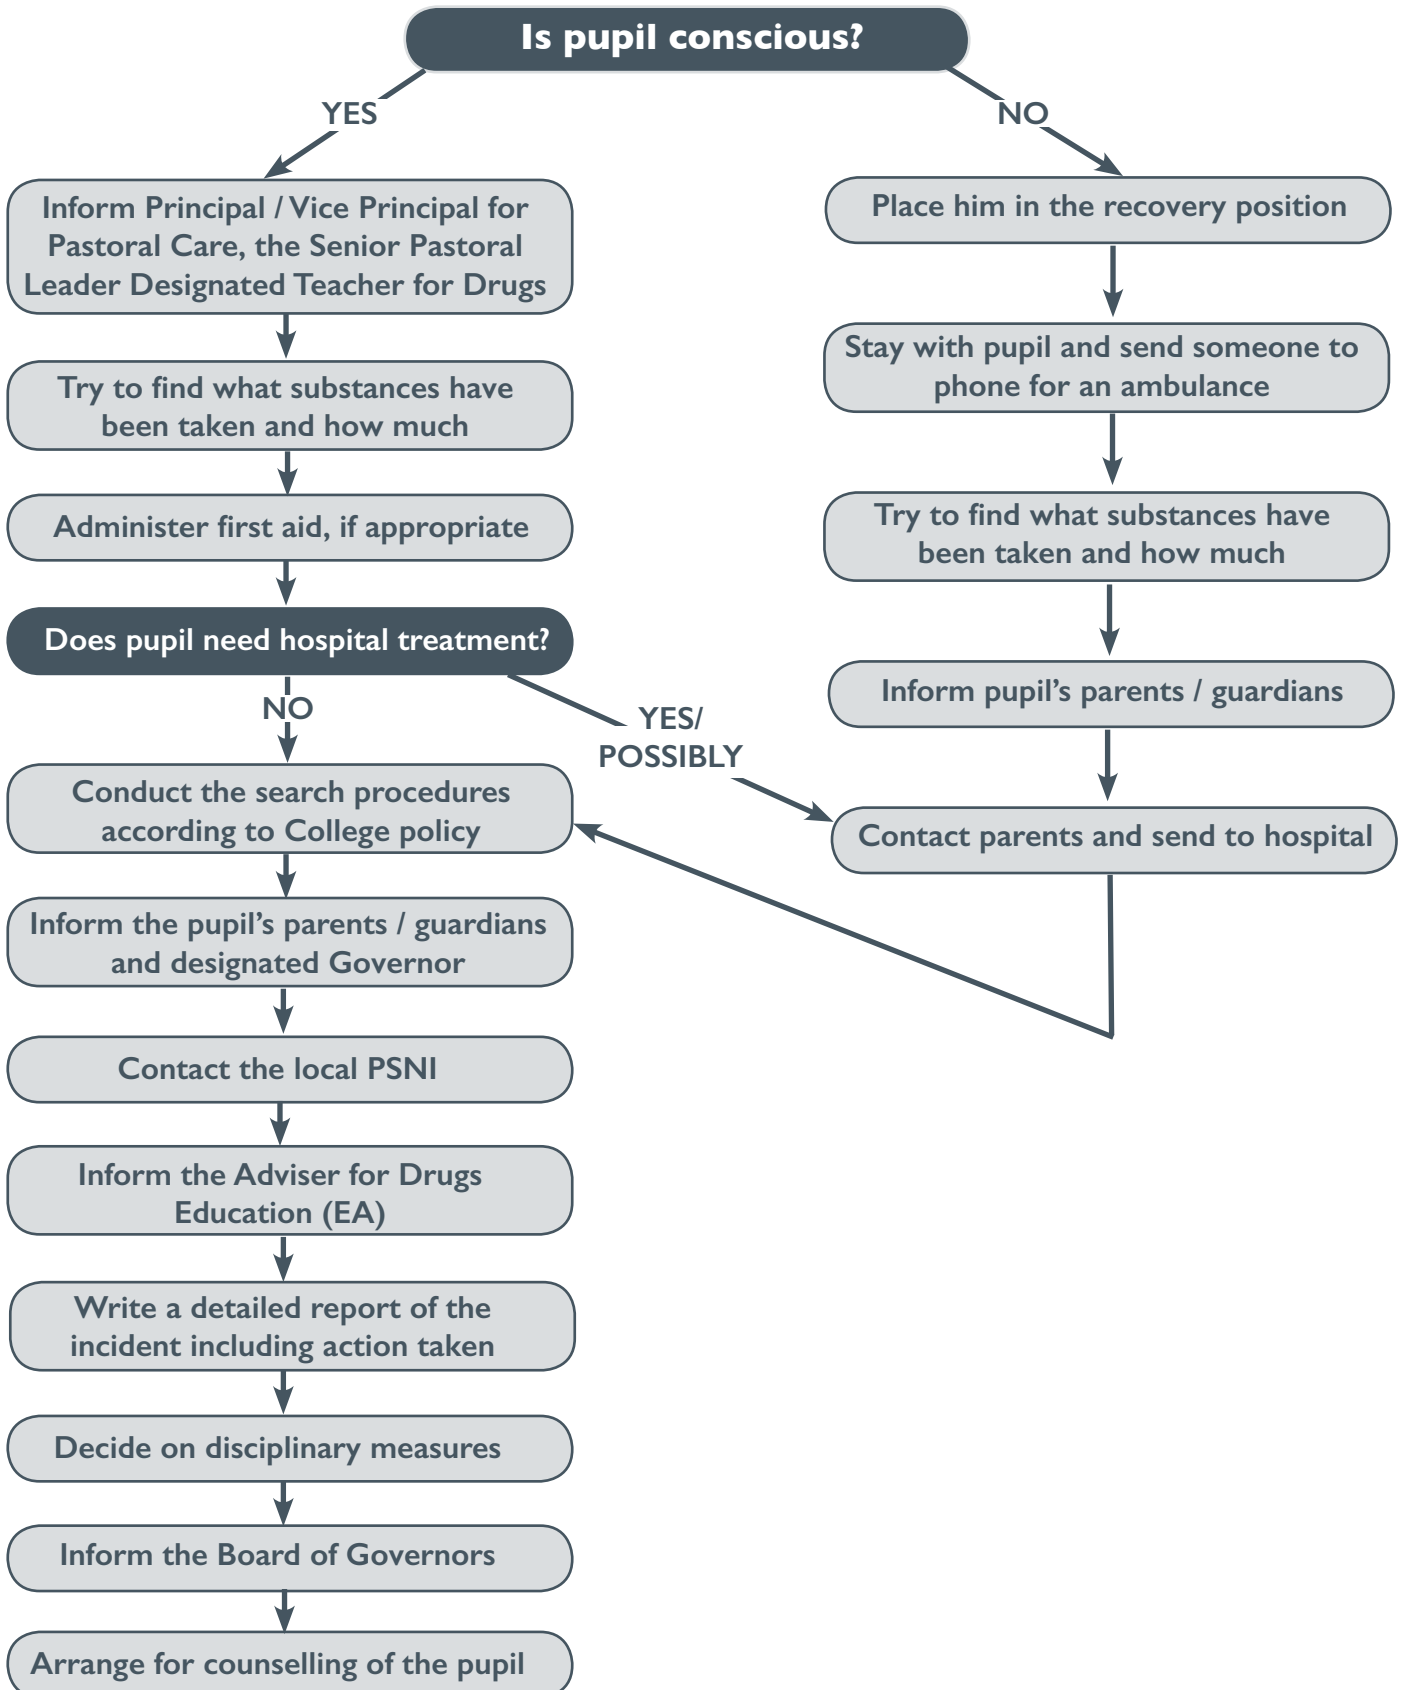 Is pupil conscious?
YES
NO
Inform Principal / Vice Principal for
Pastoral Care, the Senior Pastoral
Leader Designated Teacher for Drugs
Try to find what substances have
been taken and how much
Administer first aid, if appropriate
Does pupil need hospital treatment?
NO
YES/
POSSIBLY
Place him in the recovery position
Stay with pupil and send someone to
phone for an ambulance
Try to find what substances have
been taken and how much
Inform pupil’s parents / guardians
Contact parents and send to hospital
Conduct the search procedures
according to College policy
Inform the pupil’s parents / guardians
and designated Governor
Contact the local PSNI
Inform the Adviser for Drugs
Education (EA)
Write a detailed report of the
incident including action taken
Decide on disciplinary measures
Inform the Board of Governors
Arrange for counselling of the pupil